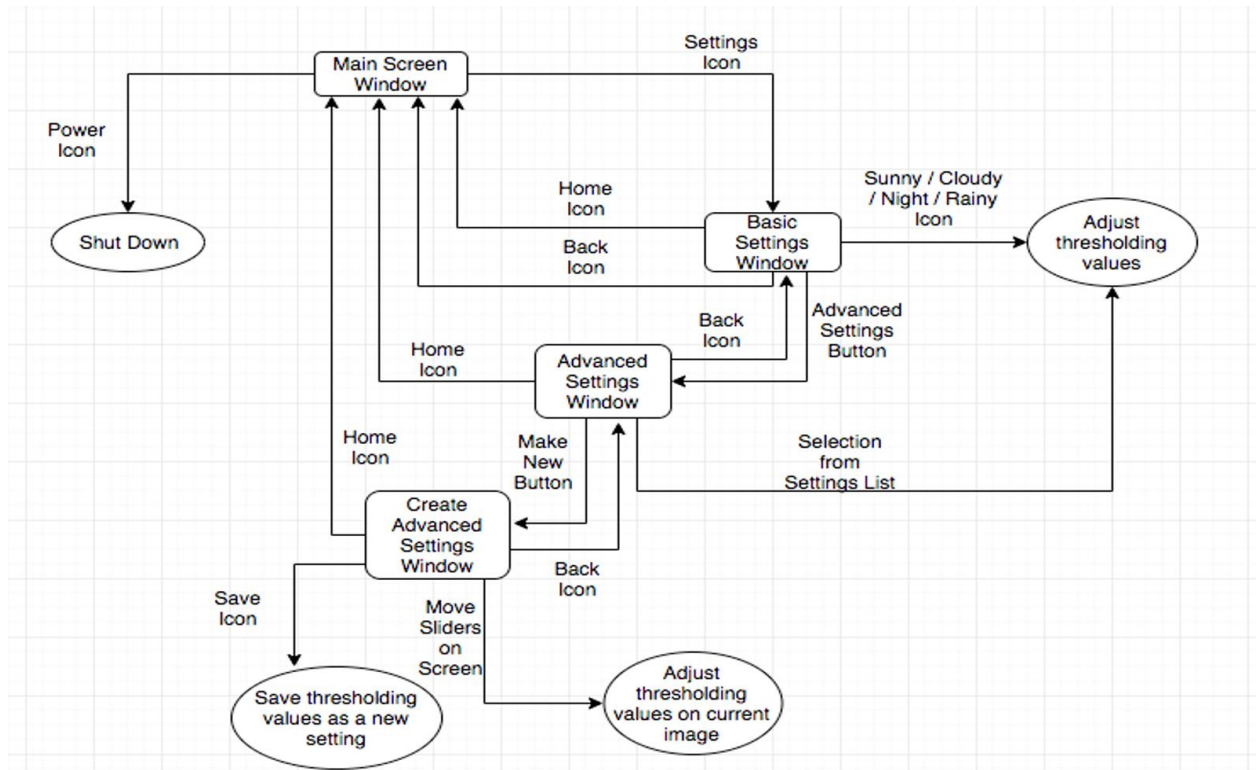 Settings
Icon
Main Screen
Window
Power
Icon
Sunny / Cloudy
/ Night / Rainy
Icon
Home
Icon
Shut Down
Basic
Settings
Window
Adjust
thresholding
values
Back
Icon
Back
Icon
Advanced
Settings
Button
Home
Icon
Advanced
Settings
Window
Home
Icon
Make
New
Button
Selection
from
Settings List
Create
Advanced
Settings
Window
Back
Icon
Save
Icon
Move
Sliders
on
Screen
Save thresholding
values as a new
setting
Adjust
thresholding
values on current
image